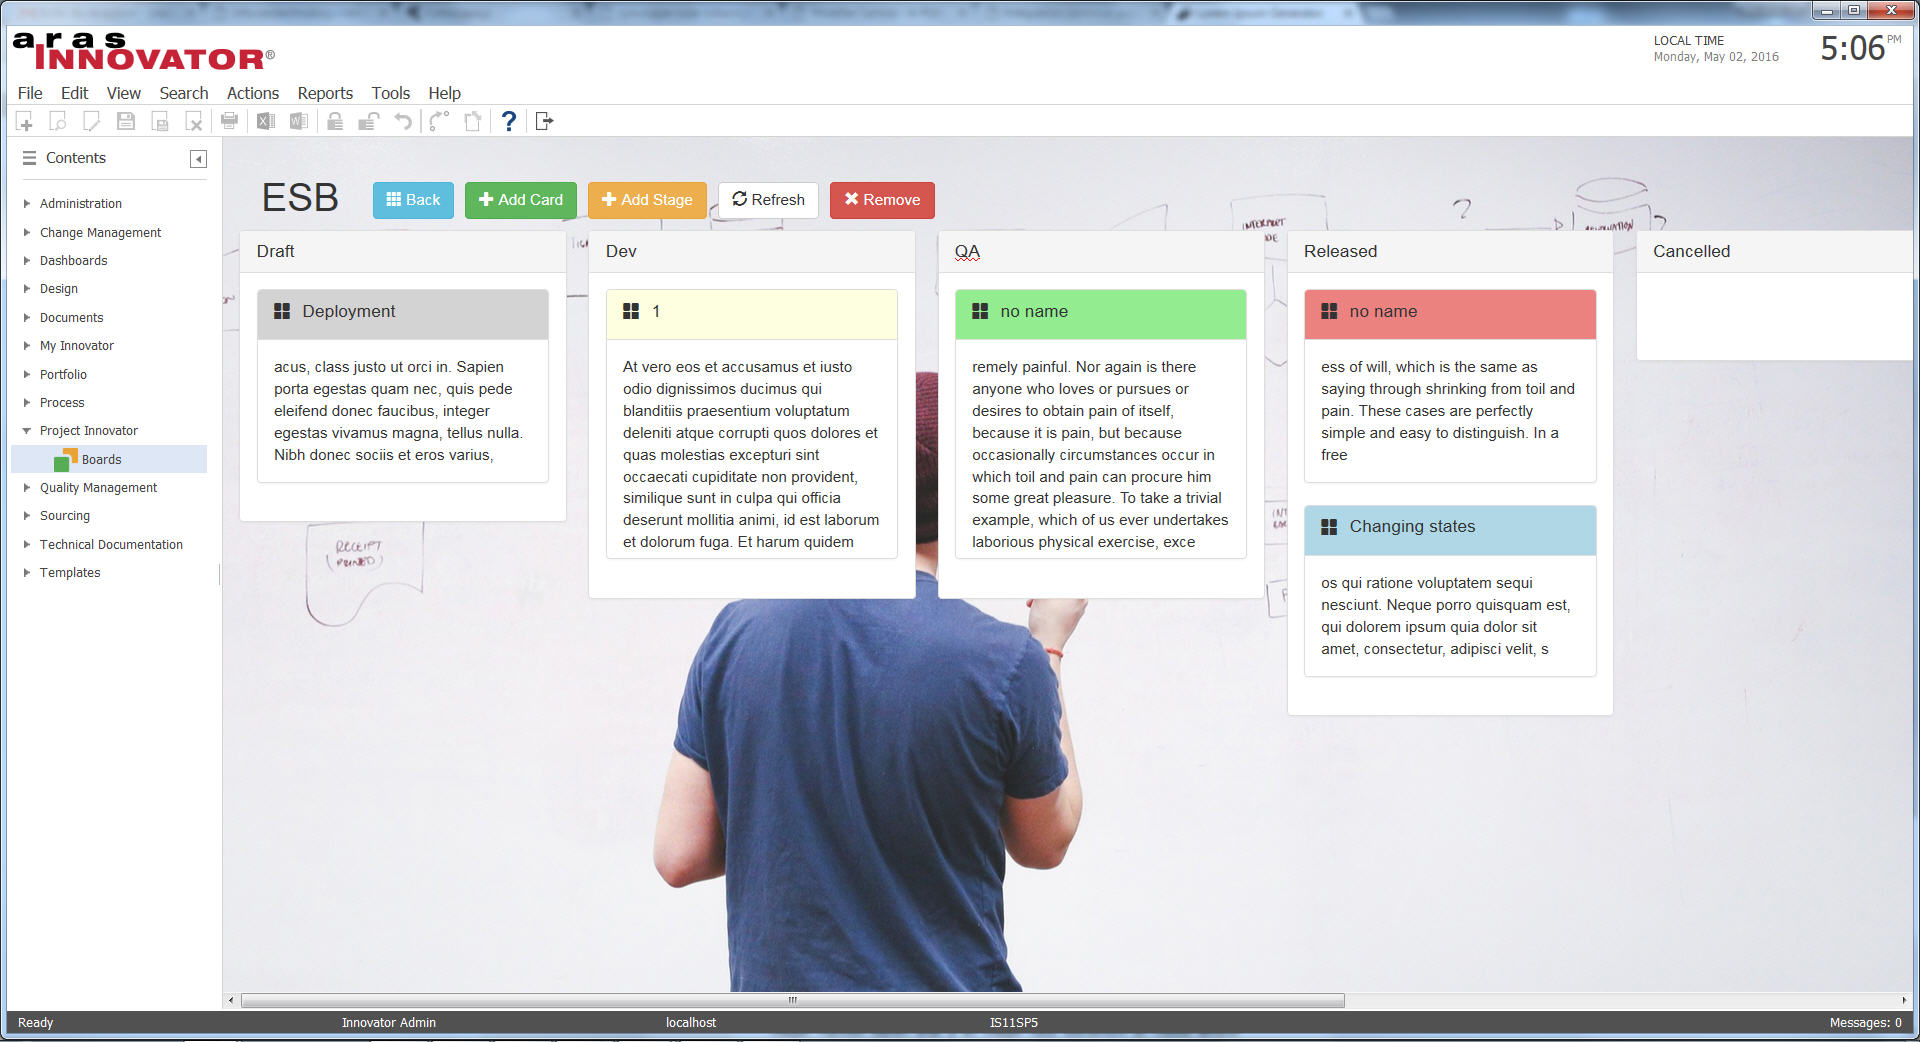 aras
INNOVATOR®
LOCAL TIME
Monday, May 02, 2016
5:06 PM
File Edit View Search Actions Reports Tools Help
Contents
Administration
Change Management
Dashboards
Design
Documents
My Innovator
Portfolio
Process
Project Innovator
Boards
Quality Management
Sourcing
Technical Documentation
Templates
ESB
Back
Add Card
Add Stage
Refresh
Remove
Draft
Deployment
acus, class justo ut orci in. Sapien
porta egestas quam nec, quis pede
eleifend donec faucibus, integer
egestas vivamus magna, tellus nulla.
Nibh donec sociis et eros varius,
Dev
1
At vero eos et accusamus et iusto
odio dignissimos ducimus qui
blanditiis praesentium voluptatum
deleniti atque corrupti quos dolores et
quas molestias excepturi sint
occaecati cupiditate non provident,
similique sunt in culpa qui officia
deserunt mollitia animi, id est laborum
et dolorum fuga. Et harum quidem
QA
no name
remely painful. Nor again is there
anyone who loves or pursues or
desires to obtain pain of itself,
because it is pain, but because
occasionally circumstances occur in
which toil and pain can procure him
some great pleasure. To take a trivial
example, which of us ever undertakes
laborious physical exercise, exce
Released
no name
ess of will, which is the same as
saying through shrinking from toil and
pain. These cases are perfectly
simple and easy to distinguish. In a
free
Changing states
os qui ratione voluptatem sequi
nesciunt. Neque porro quisquam est,
qui dolorem ipsum quia dolor sit
amet, consectetur, adipisci velit, s
Cancelled
INTERNET
?
?
RECEIPT
(PRINTED)
Ready
Innovator Admin
localhost
IS11SP5
Messages: 0